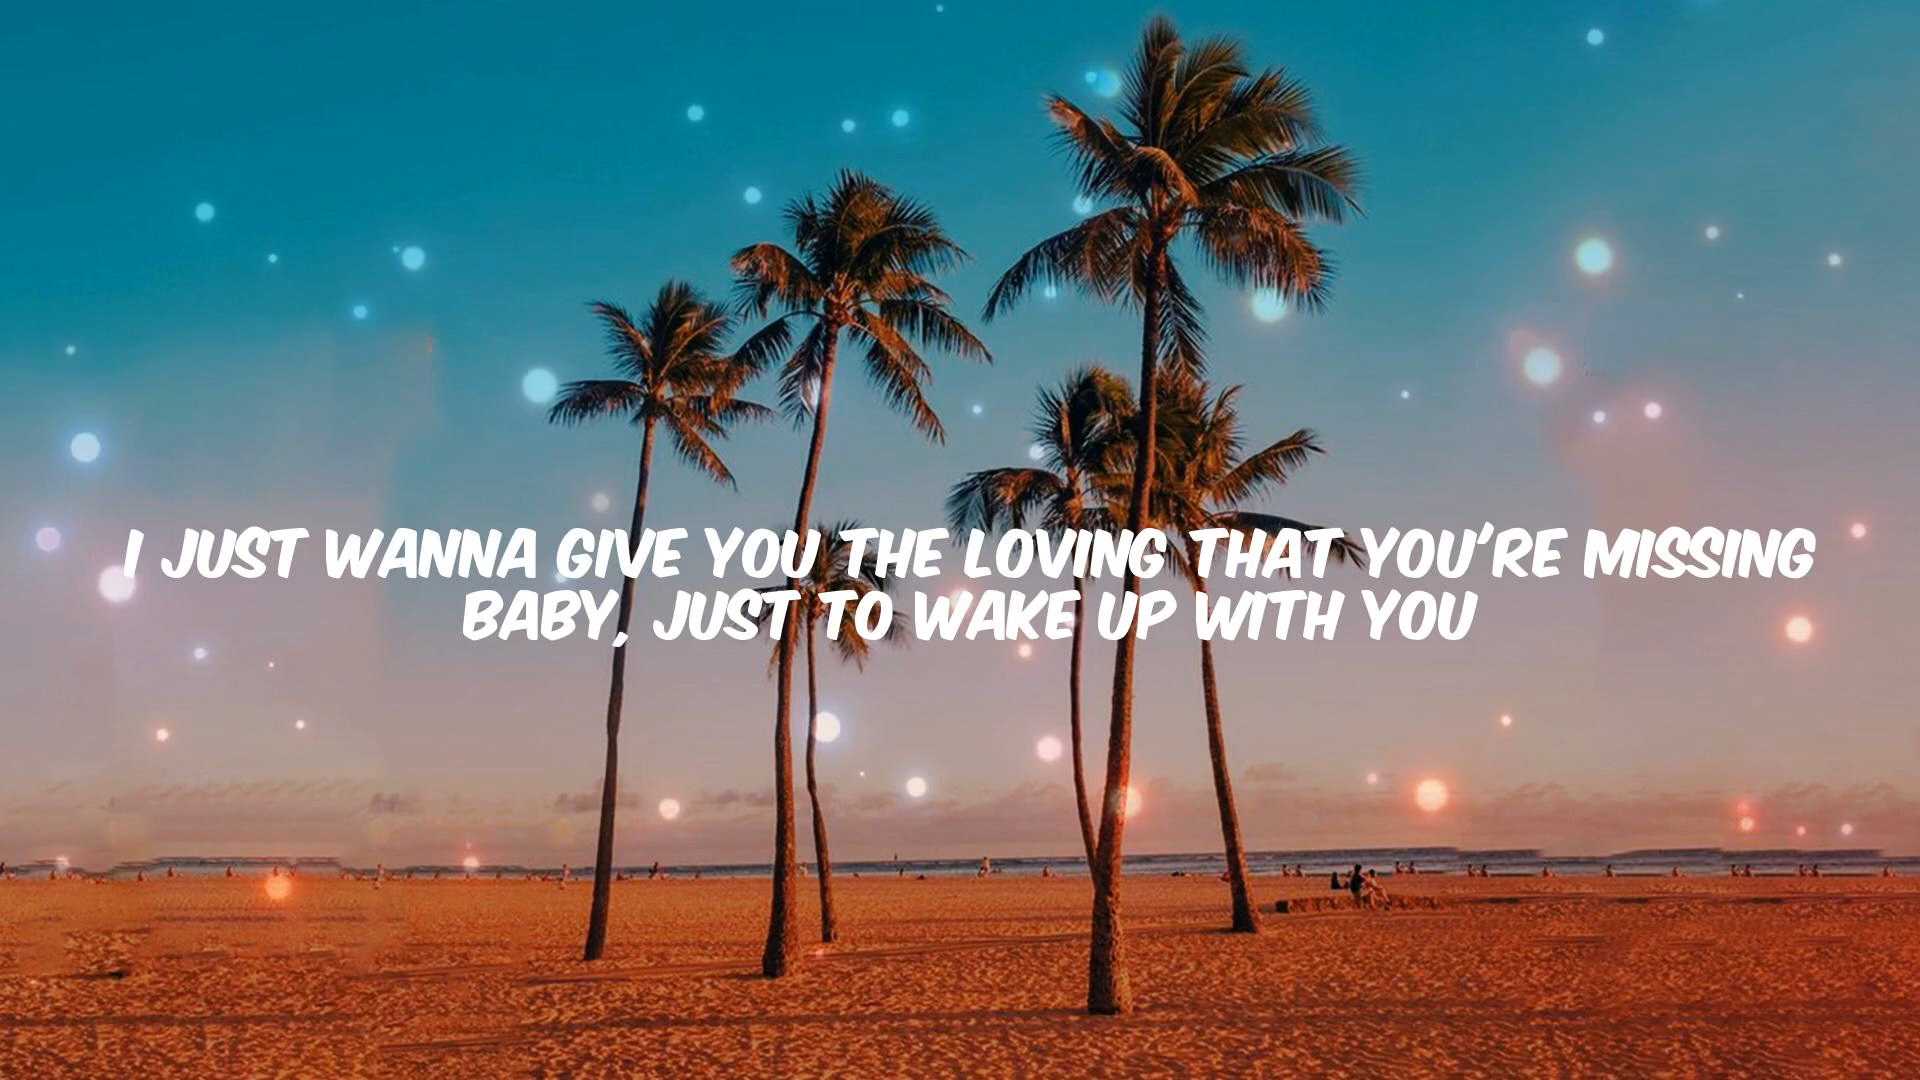 I JUST WANNA GIVE YOU THE LOVING THAT YOU'RE MISSING
BABY, JUST TO WAKE UP WITH YOU